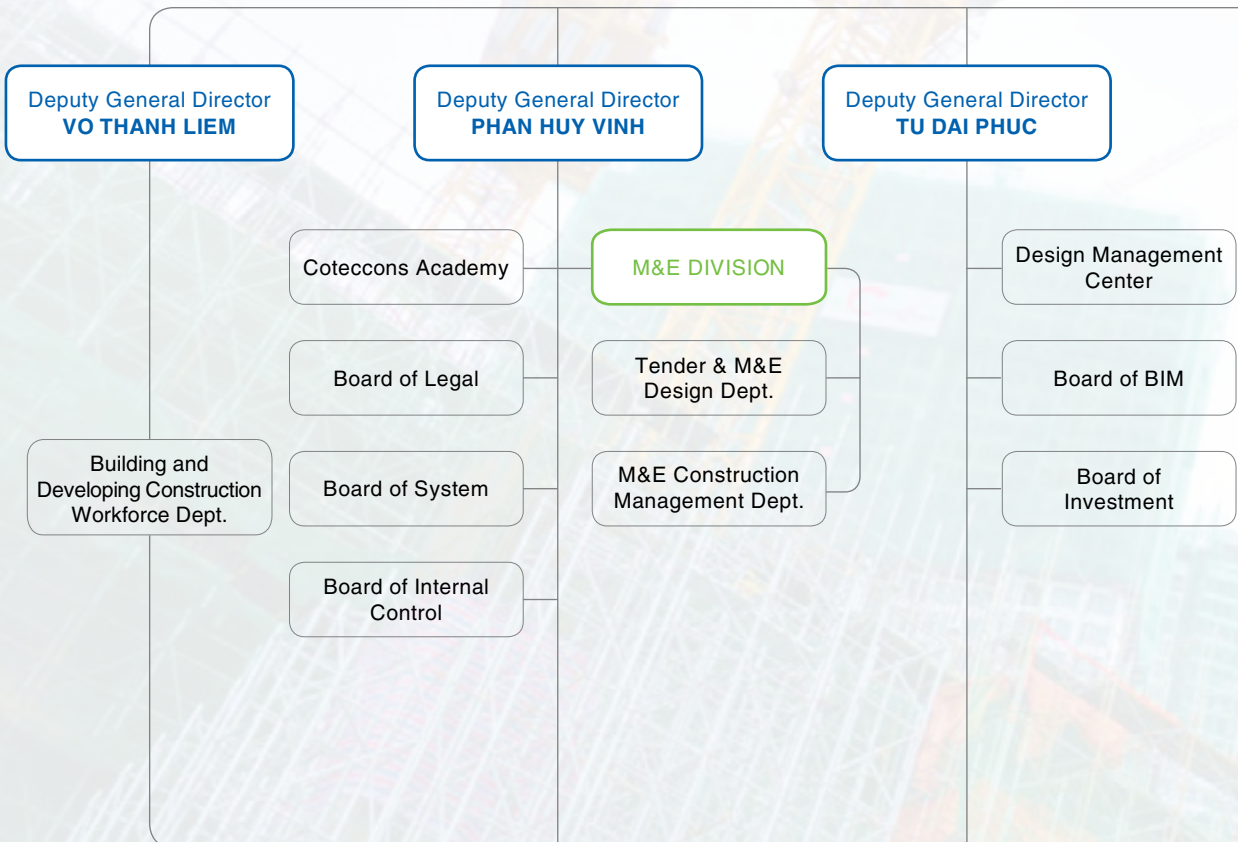 Deputy General Director
VO THANH LIEM
Deputy General Director
PHAN HUY VINH
Deputy General Director
TU DAI PHUC
Coteccons Academy
M&E DIVISION
Design Management
Center
Board of Legal
Tender & M&E
Design Dept.
Board of BIM
Building and
Developing Construction
Workforce Dept.
Board of System
M&E Construction
Management Dept.
Board of
Investment
Board of Internal
Control